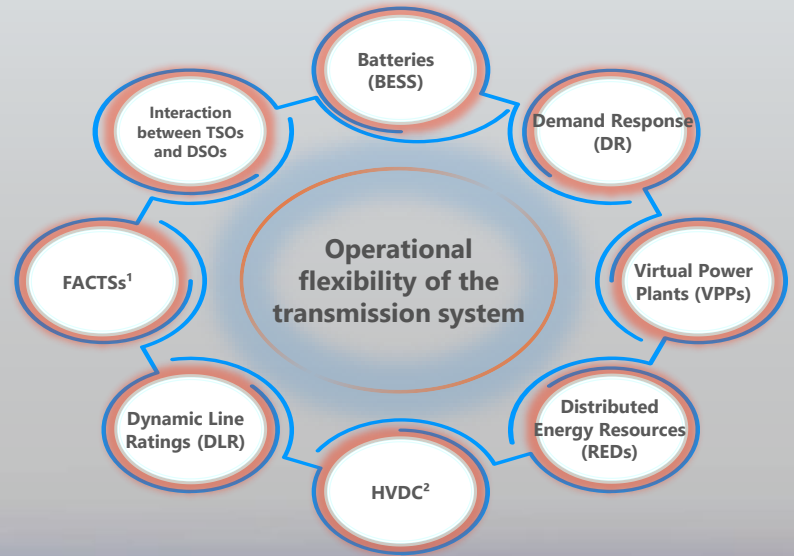 Batteries
(BESS)
Demand Response
(DR)
Virtual Power
Plants (VPPs)
Distributed
Energy Resources
(REDs)
HVDC²
Dynamic Line
Ratings (DLR)
FACTSs¹
Interaction
between TSOs
and DSOs
Operational
flexibility of the
transmission system